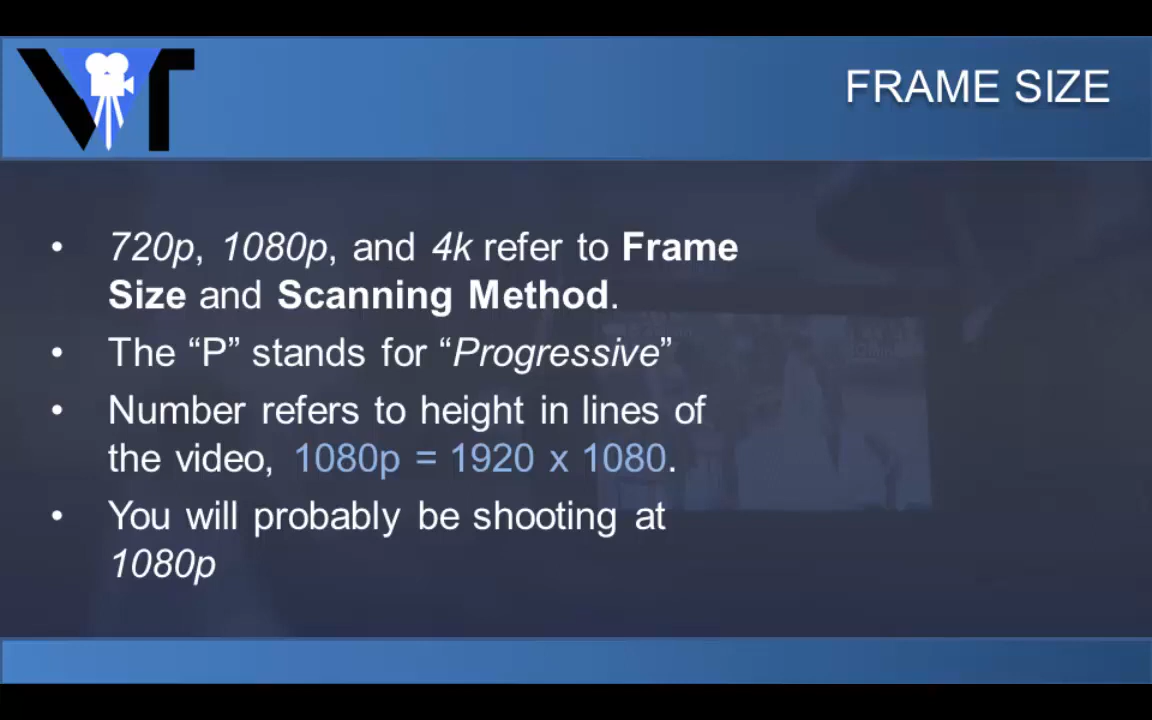 VT
FRAME SIZE
• 720p, 1080p, and 4k refer to Frame
Size and Scanning Method.
• The “P” stands for “Progressive”
• Number refers to height in lines of
the video, 1080p = 1920 x 1080.
• You will probably be shooting at
1080p